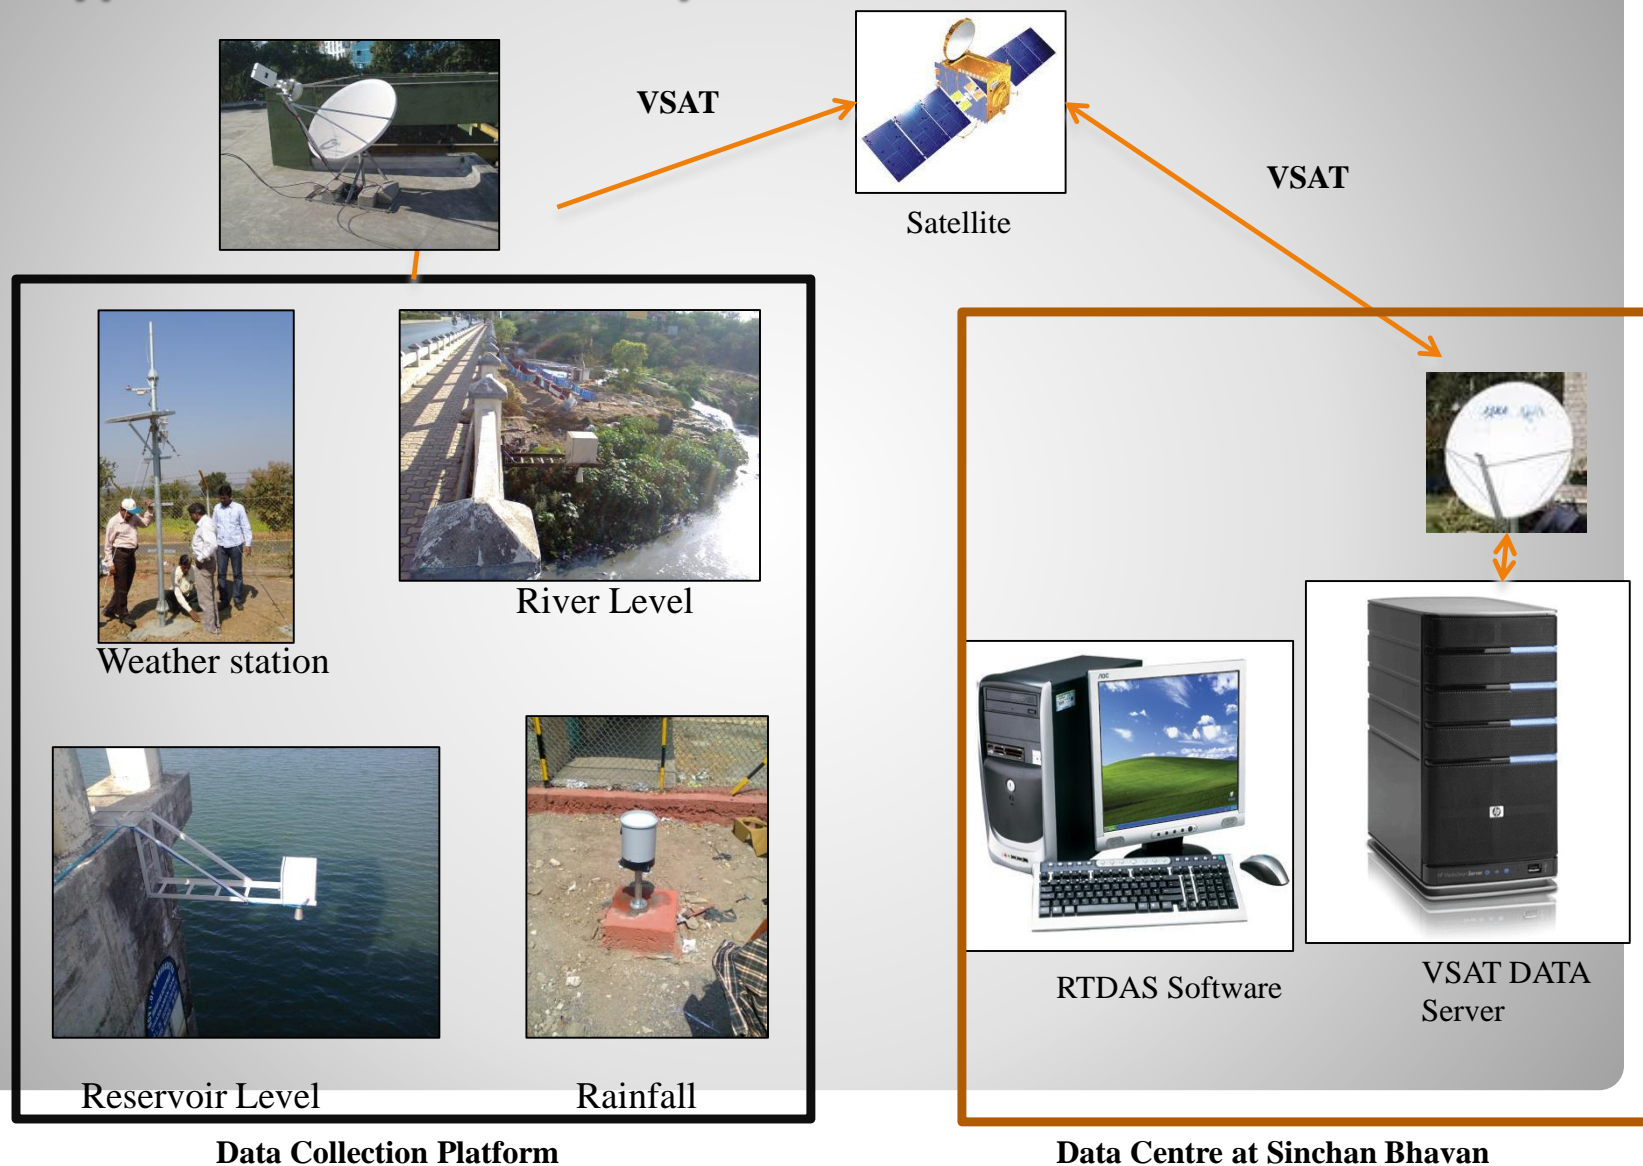 VSAT
VSAT
Satellite
River Level
Weather station
Reservoir Level
Rainfall
RTDAS Software
VSAT DATA
Server
Data Collection Platform
Data Centre at Sinchan Bhavan